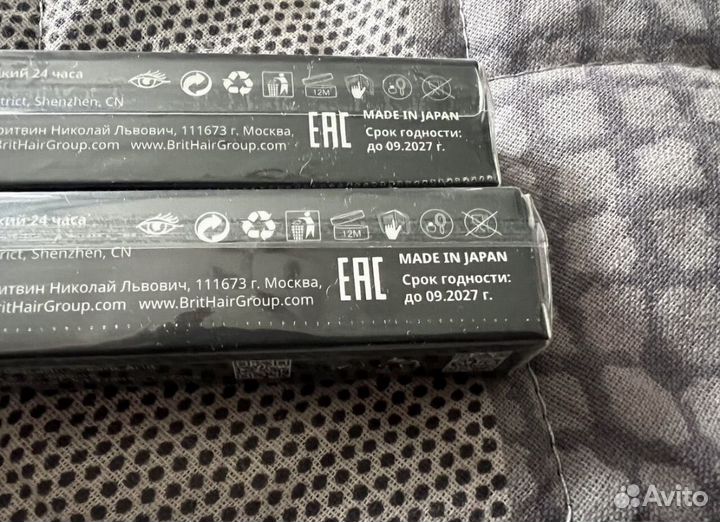 кий 24 часа
trict, Shenzhen, CN
12M
ритвин Николай Львович, 111673 г. Москва,
www.BritHairGroup.com
EAC
MADE IN JAPAN
Срок годности:
до 09.2027 г.
кий 24 часа
trict, Shenzhen, CN
12M
ритвин Николай Львович, 111673 г. Москва,
BritHairGroup.com www.BritHairGroup.com
EAC
MADE IN JAPAN
Срок годности:
до 09.2027 г.
Avito